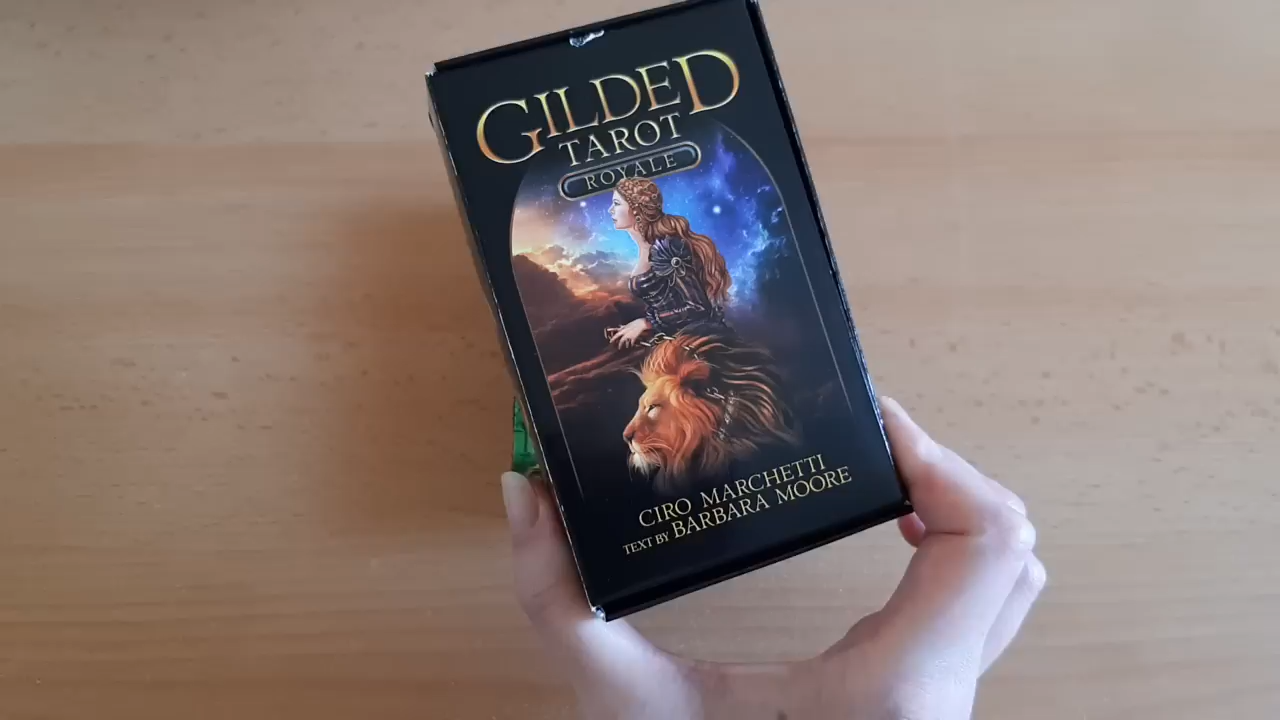 GILDED
TAROT
ROYALE
CIRO MARCHETTI
TEXT BY BARBARA MOORE